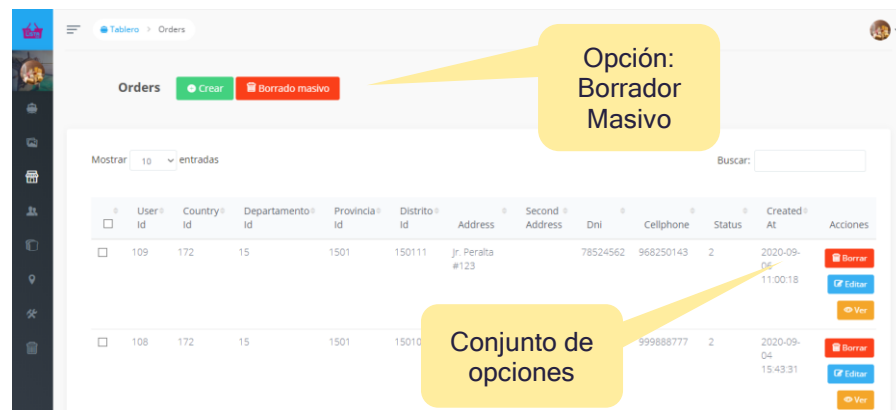 Tablero > Orders
Opción:
Borrador
Masivo
Orders Crear Borrado masivo
Mostrar 10 entradas Buscar:
User Id Country Id Departamento Id Provincia Id Distrito Id Address Second Address Dni Cellphone Status Created At Acciones
109 172 15 1501 150111 Jr. Peralta #123 78524562 968250143 2 2020-09- 11:00:18 Borrar
Editar
Ver
Conjunto de
opciones
108 172 15 1501 999888777 2 2020-09-04 15:43:31 Borrar
Editar
Ver